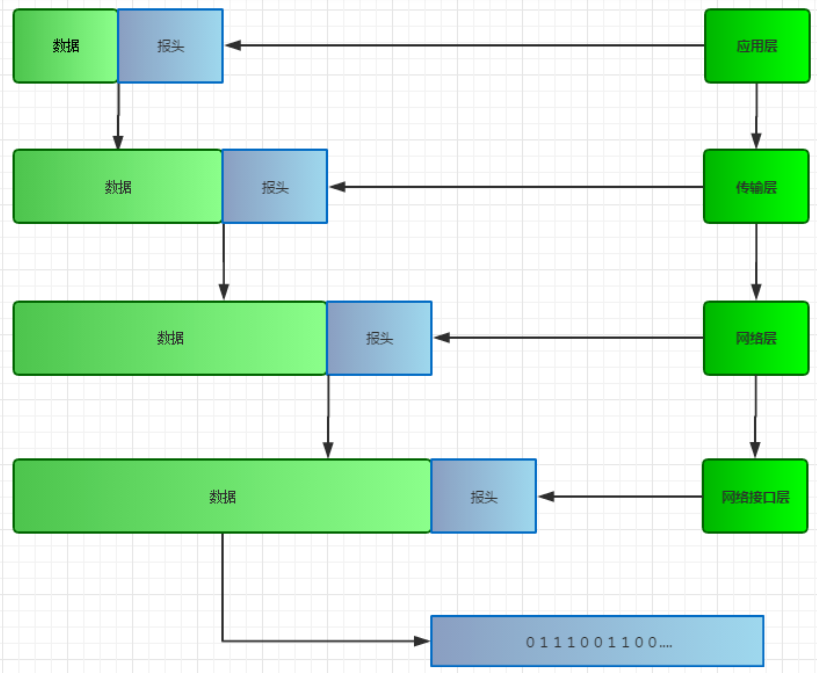 数据 报头 应用层
数据 报头 传输层
数据 报头 网络层
数据 报头 网络接口层
0 1 1 1 0 0 1 1 0 0 ....